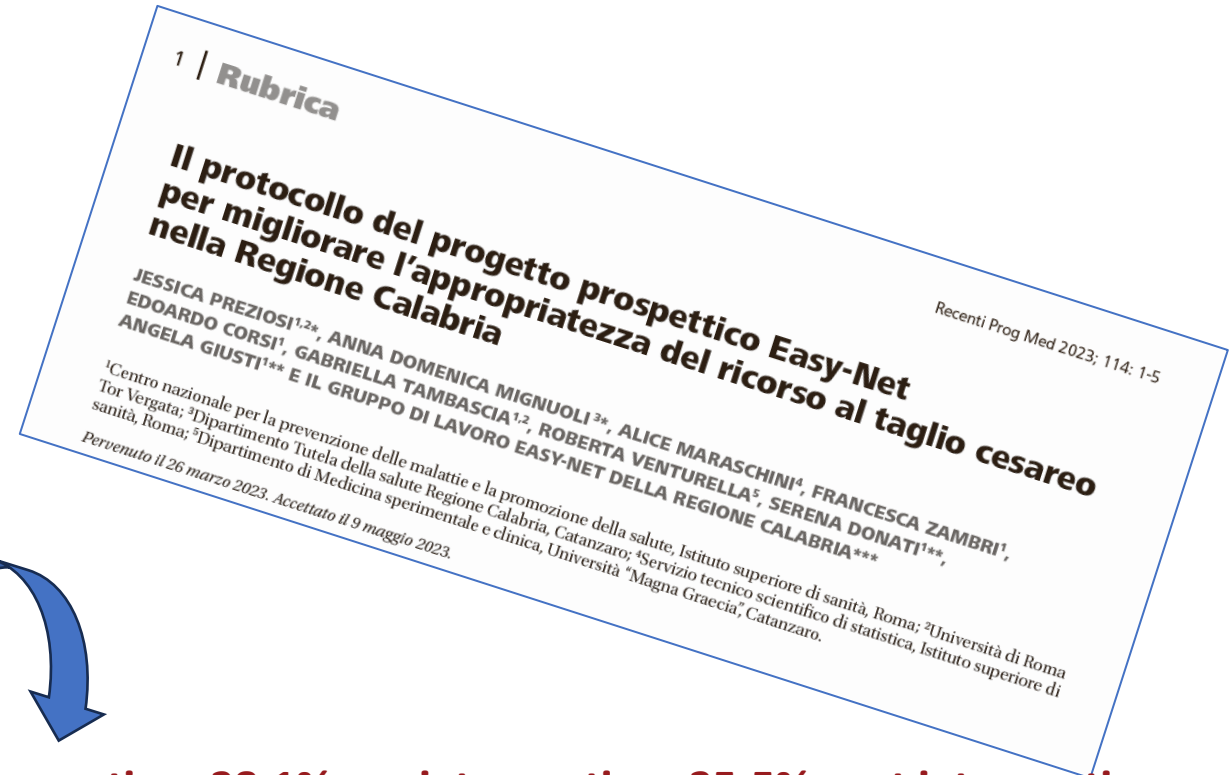 1 | Rubrica
Recenti Prog Med 2023; 114: 1-5
Il protocollo del progetto prospettico Easy-Net
per migliorare l'appropriatezza del ricorso al taglio cesareo
nella Regione Calabria
JESSICA PREZIOSI¹,²*, ANNA DOMENICA MIGNUOLI ³*, ALICE MARASCHINI⁴, FRANCESCA ZAMBRI¹,
EDOARDO CORSI¹, GABRIELLA TAMBASCIA¹,², ROBERTA VENTURELLA⁵, SERENA DONATI¹**,
ANGELA GIUSTI¹** E IL GRUPPO DI LAVORO EASY-NET DELLA REGIONE CALABRIA***
¹Centro nazionale per la prevenzione delle malattie e la promozione della salute, Istituto superiore di sanità, Roma; ²Università di Roma
Tor Vergata; ³Dipartimento Tutela della salute Regione Calabria, Catanzaro; ⁴Servizio tecnico scientifico di statistica, Istituto superiore di
sanità, Roma; ⁵Dipartimento di Medicina sperimentale e clinica, Università "Magna Graecia", Catanzaro.
Pervenuto il 26 marzo 2023. Accettato il 9 maggio 2023.